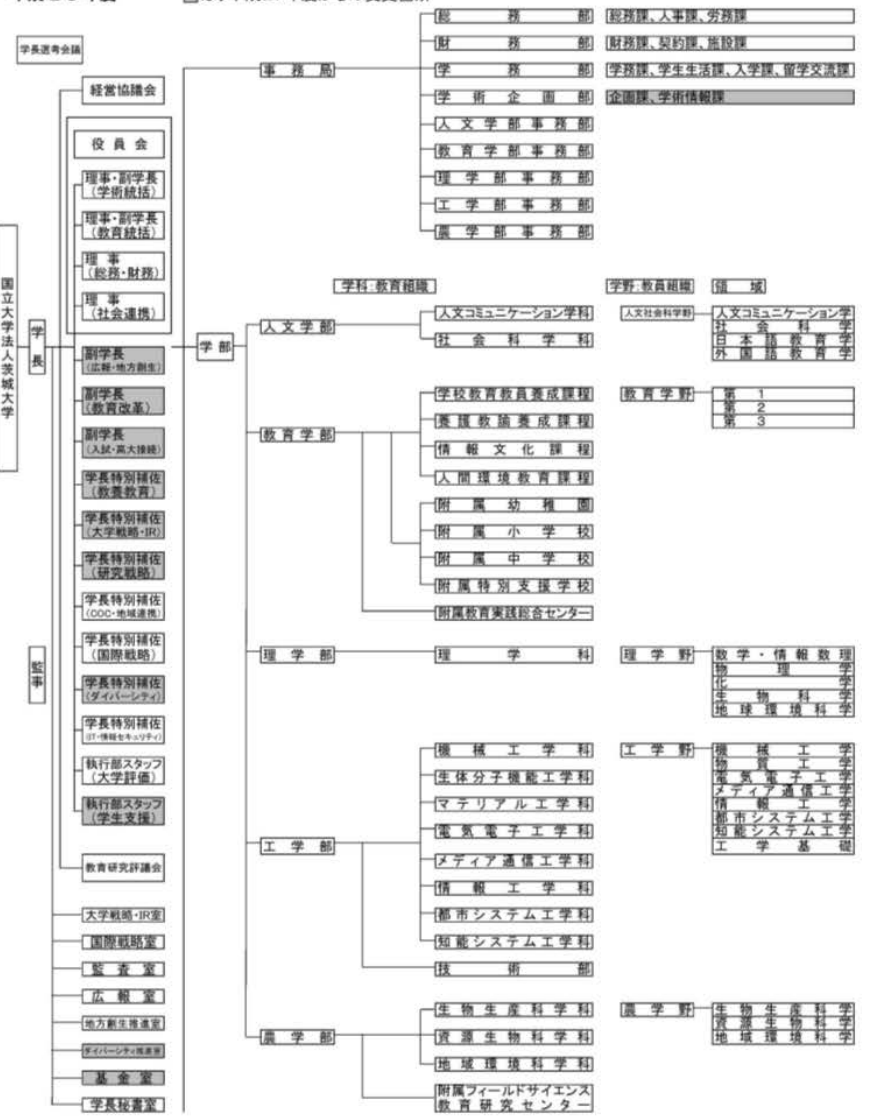 学長選考会議
国立大学法人茨城大学
学長
監事
経営協議会
役員会
理事・副学長
(学術統括)
理事・副学長
(教育統括)
理事
(総務・財務)
理事
(社会連携)
副学長
(広報・地方創生)
副学長
(教育改革)
副学長
(入試・高大接続)
学長特別補佐
(教養教育)
学長特別補佐
(大学戦略・IR)
学長特別補佐
(研究戦略)
学長特別補佐
(COC・地域連携)
学長特別補佐
(国際戦略)
学長特別補佐
(ダイバーシティ)
学長特別補佐
(IT・情報セキュリティ)
執行部スタッフ
(大学評価)
執行部スタッフ
(学生支援)
教育研究評議会
大学戦略・IR室
国際戦略室
監査室
広報室
地方創生推進室
ダイバーシティ推進室
基金室
学長秘書室
事務局
総務部 総務課、人事課、労務課
財務部 財務課、契約課、施設課
学務部 学務課、学生生活課、入学課、留学交流課
学術企画部 企画課、学術情報課
人文学部事務部
教育学部事務部
理学部事務部
工学部事務部
農学部事務部
学部
学科:教育組織 学野:教員組織 領域
人文学部
人文コミュニケーション学科
社会科学科
人文社会科学野
人文コミュニケーション学
社会科学
日本語教育学
外国語教育学
教育学部
学校教育教員養成課程
養護教諭養成課程
情報文化課程
人間環境教育課程
附属幼稚園
附属小学校
附属中学校
附属特別支援学校
附属教育実践総合センター
教育学野
第1
第2
第3
理学部
理学科
理学野
数学・情報数理
物理学
化学
生物科学
地球環境科学
工学部
機械工学科
生体分子機能工学科
マテリアル工学科
電気電子工学科
メディア通信工学科
情報工学科
都市システム工学科
知能システム工学科
技術部
工学野
機械工学
物質工学
電気電子工学
メディア通信工学
情報工学
都市システム工学
知能システム工学
工学基礎
農学部
生物生産科学科
資源生物科学科
地域環境科学科
附属フィールドサイエンス
教育研究センター
農学野
生物生産科学
資源生物科学
地域環境科学